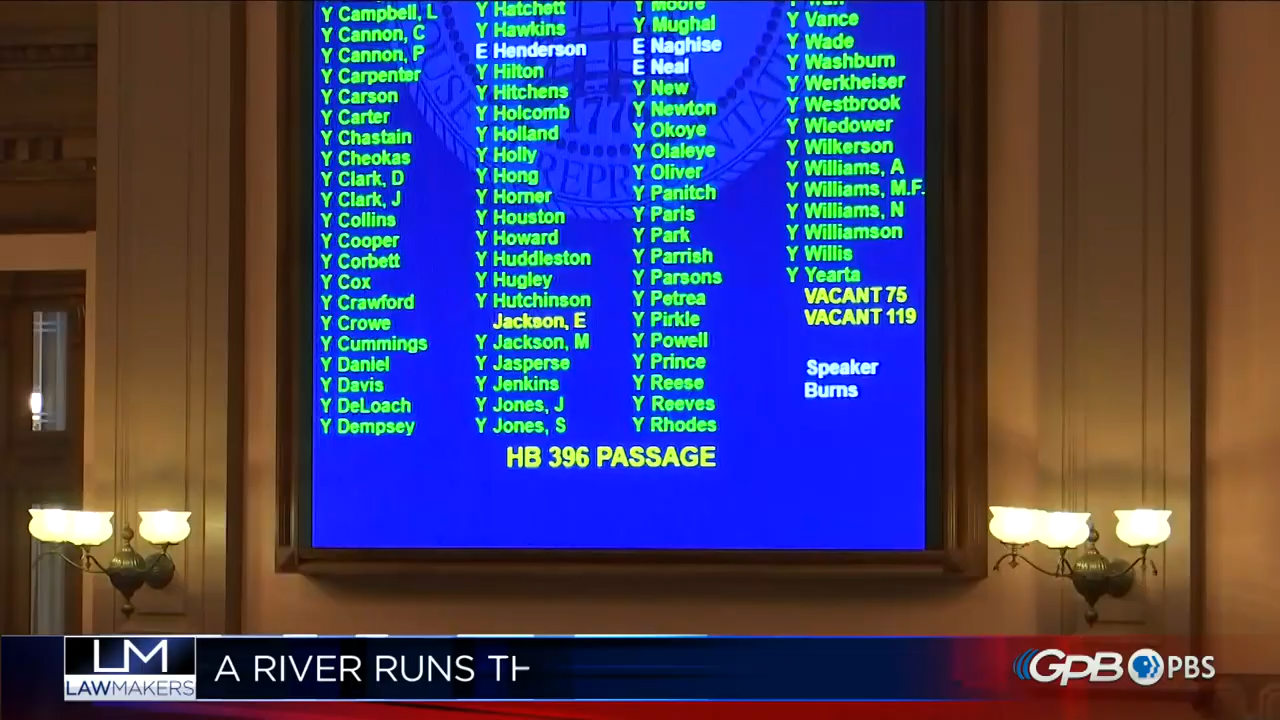 Y Campbell, L
Y Cannon, C
Y Cannon, P
Y Carpenter
Y Carson
Y Carter
Y Chastain
Y Cheokas
Y Clark, D
Y Clark, J
Y Collins
Y Cooper
Y Corbett
Y Cox
Y Crawford
Y Crowe
Y Cummings
Y Daniel
Y Davis
Y DeLoach
Y Dempsey
Y Hatchett
Y Hawkins
E Henderson
Y Hilton
Y Hitchens
Y Holcomb
Y Holland
Y Holly
Y Hong
Y Horner
Y Houston
Y Howard
Y Huddleston
Y Hugley
Y Hutchinson
Jackson, E
Y Jackson, M
Y Jasperse
Y Jenkins
Y Jones, J
Y Jones, S
Y Moore
Y Mughal
E Naghise
E Neal
Y New
Y Newton
Y Okoye
Y Olaleye
Y Oliver
Y Panitch
Y Paris
Y Park
Y Parrish
Y Parsons
Y Petrea
Y Pirkle
Y Powell
Y Prince
Y Reese
Y Reeves
Y Rhodes
Y Vance
Y Wade
Y Washburn
Y Werkheiser
Y Westbrook
Y Wiedower
Y Wilkerson
Y Williams, A
Y Williams, M.F.
Y Williams, N
Y Williamson
Y Willis
Y Yearta
VACANT 75
VACANT 119
Speaker
Burns
HB 396 PASSAGE
LM
LAWMAKERS
A RIVER RUNS TH
GPB PBS